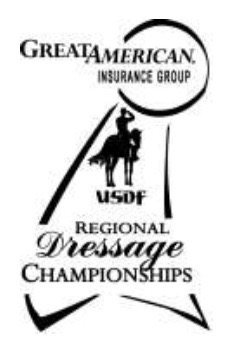 GREAT AMERICAN.
INSURANCE GROUP
USDF
REGIONAL
Dressage
CHAMPIONSHIPS